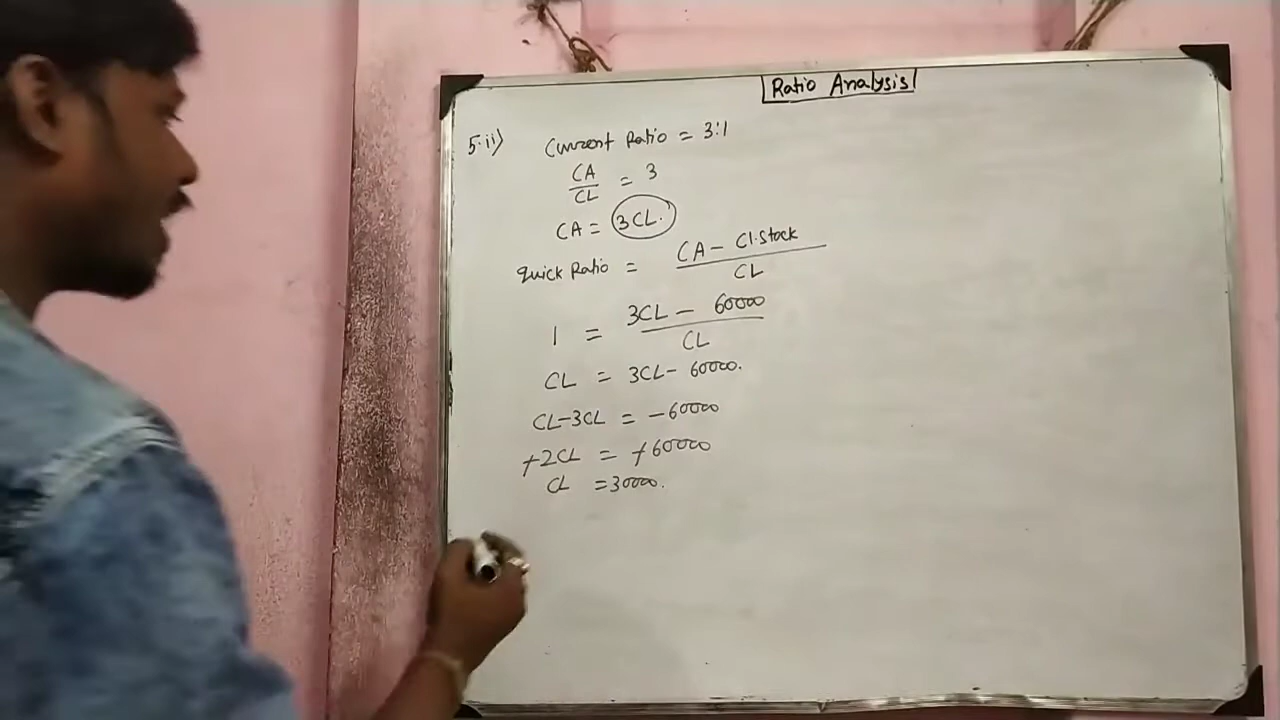 Ratio Analysis
5.ii) Current Ratio = 3:1
CA/CL = 3
CA = 3CL.
Quick Ratio = CA - Cl.Stock / CL
1 = 3CL - 60000 / CL
CL = 3CL - 60000.
CL-3CL = -60000
+2CL = +60000
CL = 30000.